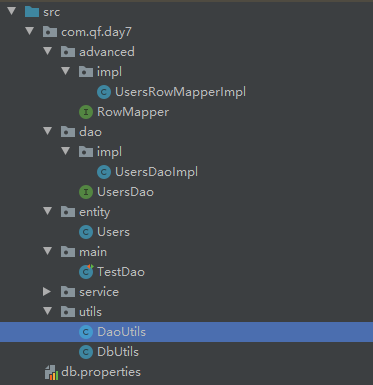 src
com.qf.day7
advanced
impl
UsersRowMapperImpl
RowMapper
dao
impl
UsersDaoImpl
UsersDao
entity
Users
main
TestDao
service
utils
DaoUtils
DbUtils
db.properties